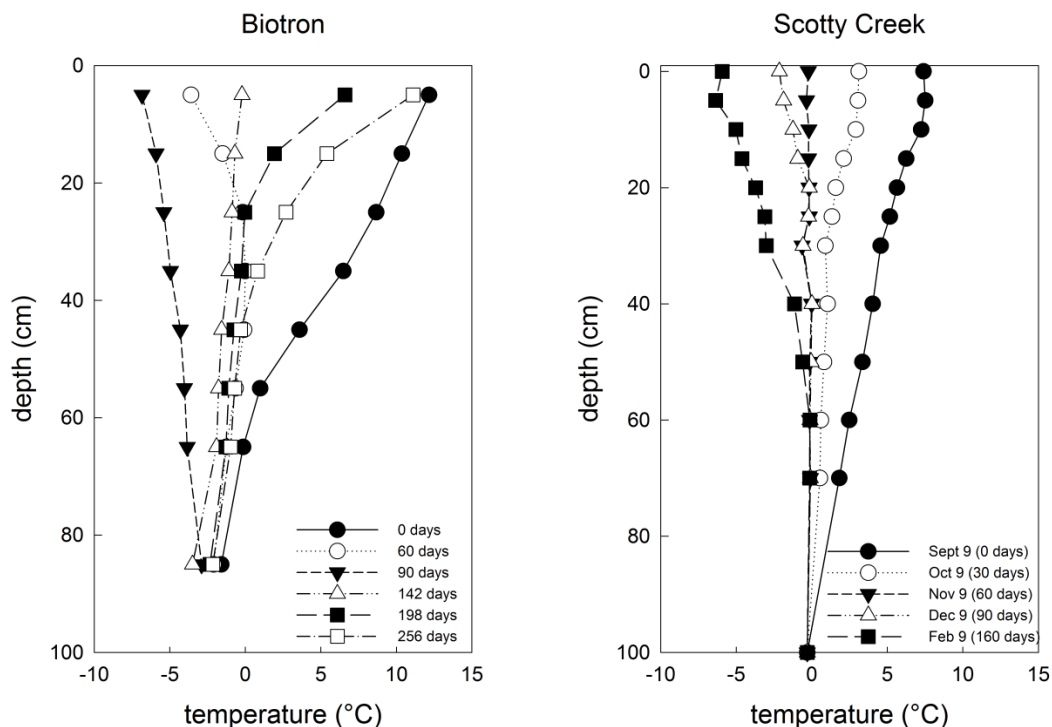 Biotron
Scotty Creek
0
20
40
60
80
100
depth (cm)
-10
-5
0
5
10
15
temperature (°C)
0 days
60 days
90 days
142 days
198 days
256 days
0
20
40
60
80
100
depth (cm)
-10
-5
0
5
10
15
temperature (°C)
Sept 9 (0 days)
Oct 9 (30 days)
Nov 9 (60 days)
Dec 9 (90 days)
Feb 9 (160 days)